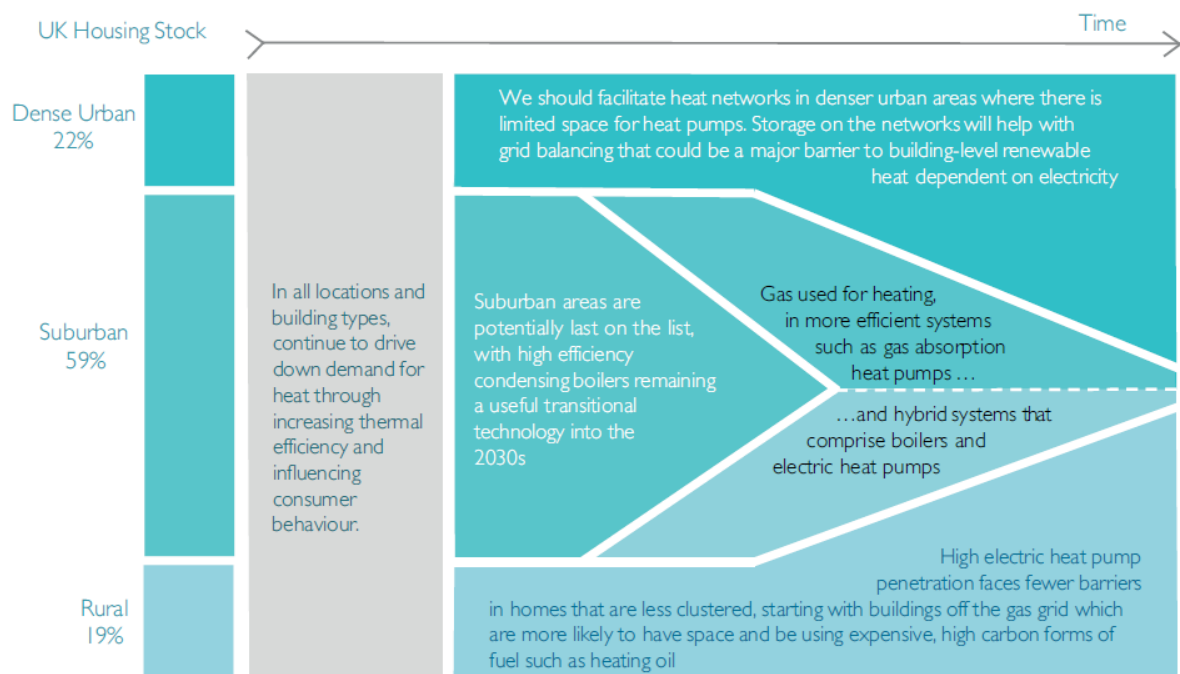 UK Housing Stock
Time
Dense Urban
22%
We should facilitate heat networks in denser urban areas where there is
limited space for heat pumps. Storage on the networks will help with
grid balancing that could be a major barrier to building-level renewable
heat dependent on electricity
Suburban
59%
In all locations and
building types,
continue to drive
down demand for
heat through
increasing thermal
efficiency and
influencing
consumer
behaviour.
Suburban areas are
potentially last on the list,
with high efficiency
condensing boilers remaining
a useful transitional
technology into the
2030s
Gas used for heating,
in more efficient systems
such as gas absorption
heat pumps …
…and hybrid systems that
comprise boilers and
electric heat pumps
Rural
19%
High electric heat pump
penetration faces fewer barriers
in homes that are less clustered, starting with buildings off the gas grid which
are more likely to have space and be using expensive, high carbon forms of
fuel such as heating oil